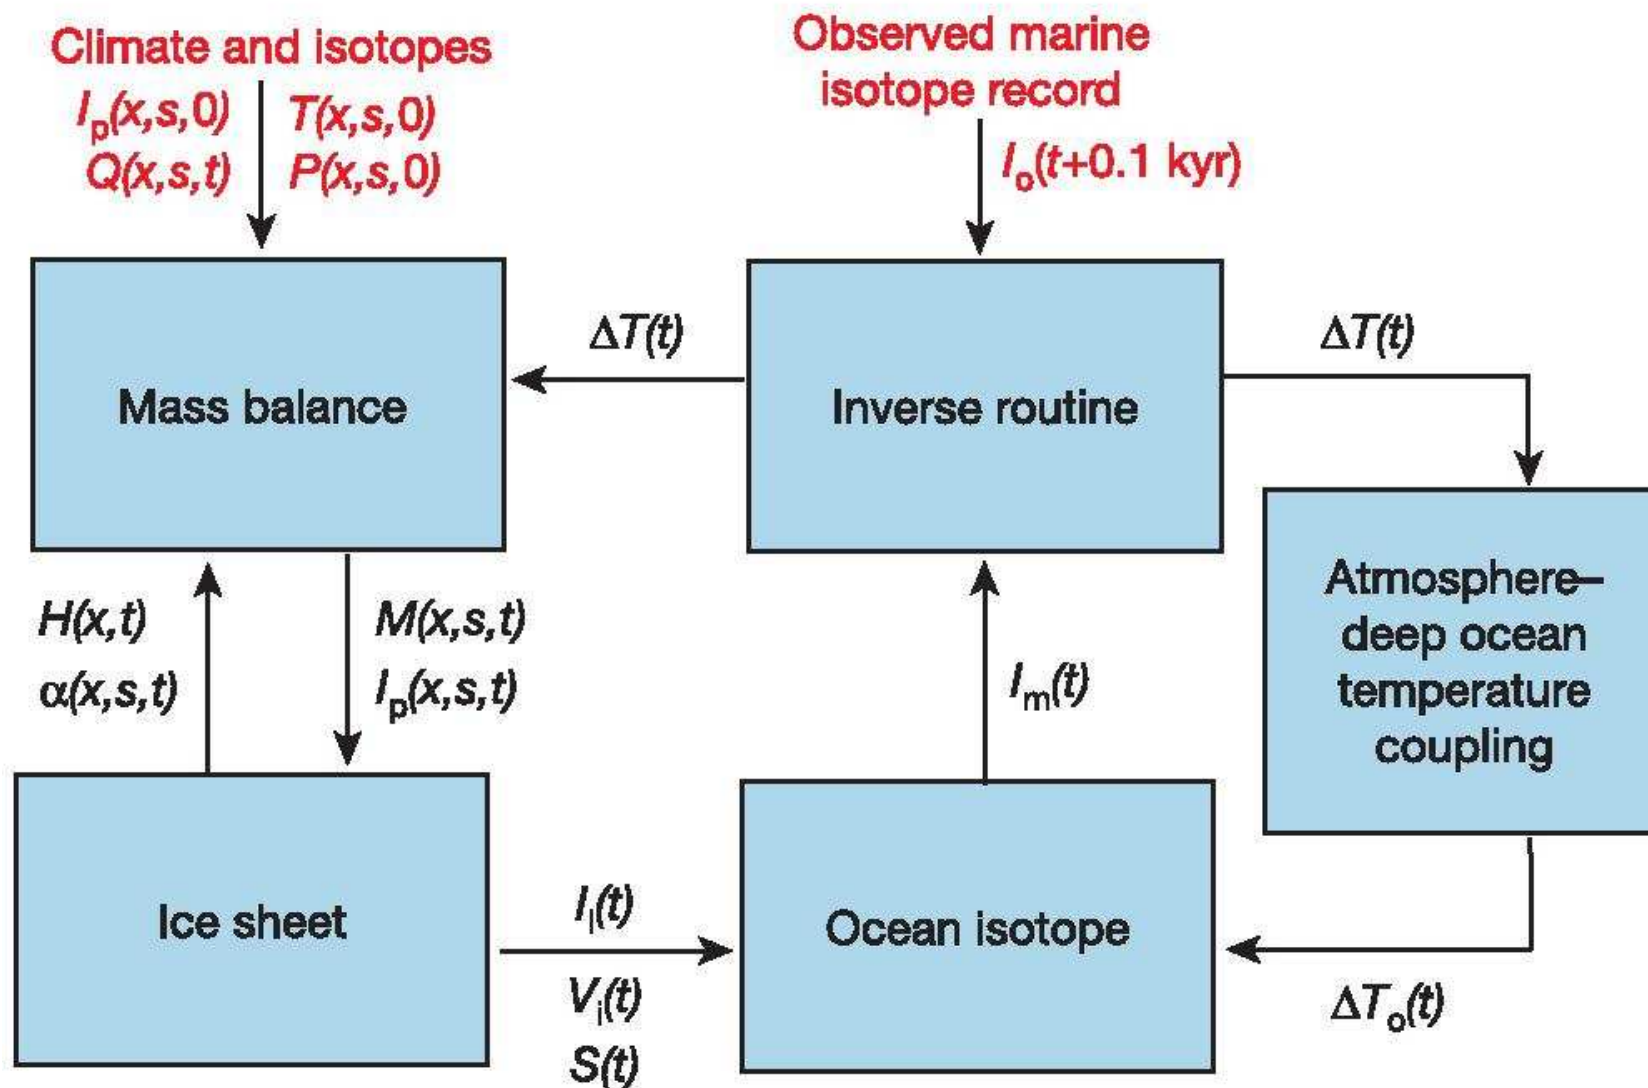 Climate and isotopes
Iₚ(x,s,0) T(x,s,0)
Q(x,s,t) P(x,s,0)
Observed marine
isotope record
Iₒ(t+0.1 kyr)
Mass balance
ΔT(t)
Inverse routine
ΔT(t)
Atmosphere–
deep ocean
temperature
coupling
H(x,t)
α(x,s,t)
M(x,s,t)
Iₚ(x,s,t)
Iₘ(t)
Ice sheet
Iᵢ(t)
Vᵢ(t)
S(t)
Ocean isotope
ΔTₒ(t)